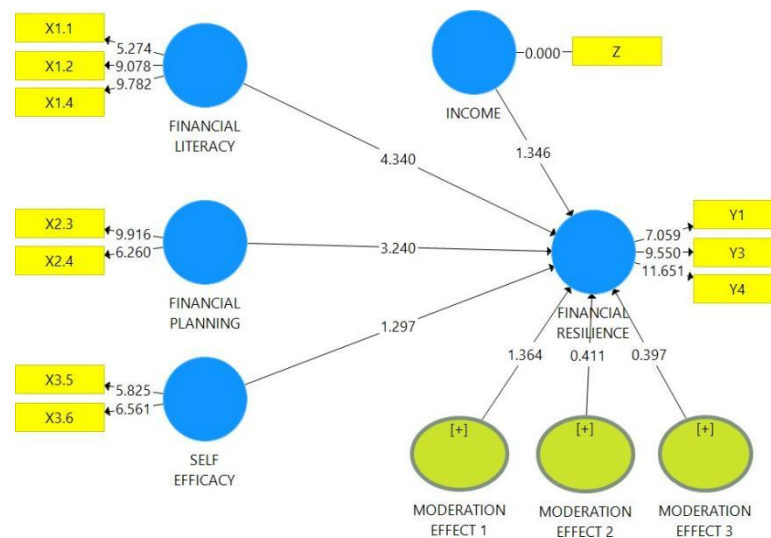 X1.1
5.274
X1.2
9.078
9.782
X1.4
FINANCIAL
LITERACY
0.000
Z
INCOME
4.340
1.346
X2.3
9.916
X2.4
6.260
FINANCIAL
PLANNING
3.240
Y1
7.059
9.550
Y3
11.651
Y4
FINANCIAL
RESILIENCE
1.297
X3.5
5.825
X3.6
6.561
SELF
EFFICACY
1.364
0.411
0.397
[+]
[+]
[+]
MODERATION
EFFECT 1
MODERATION
EFFECT 2
MODERATION
EFFECT 3